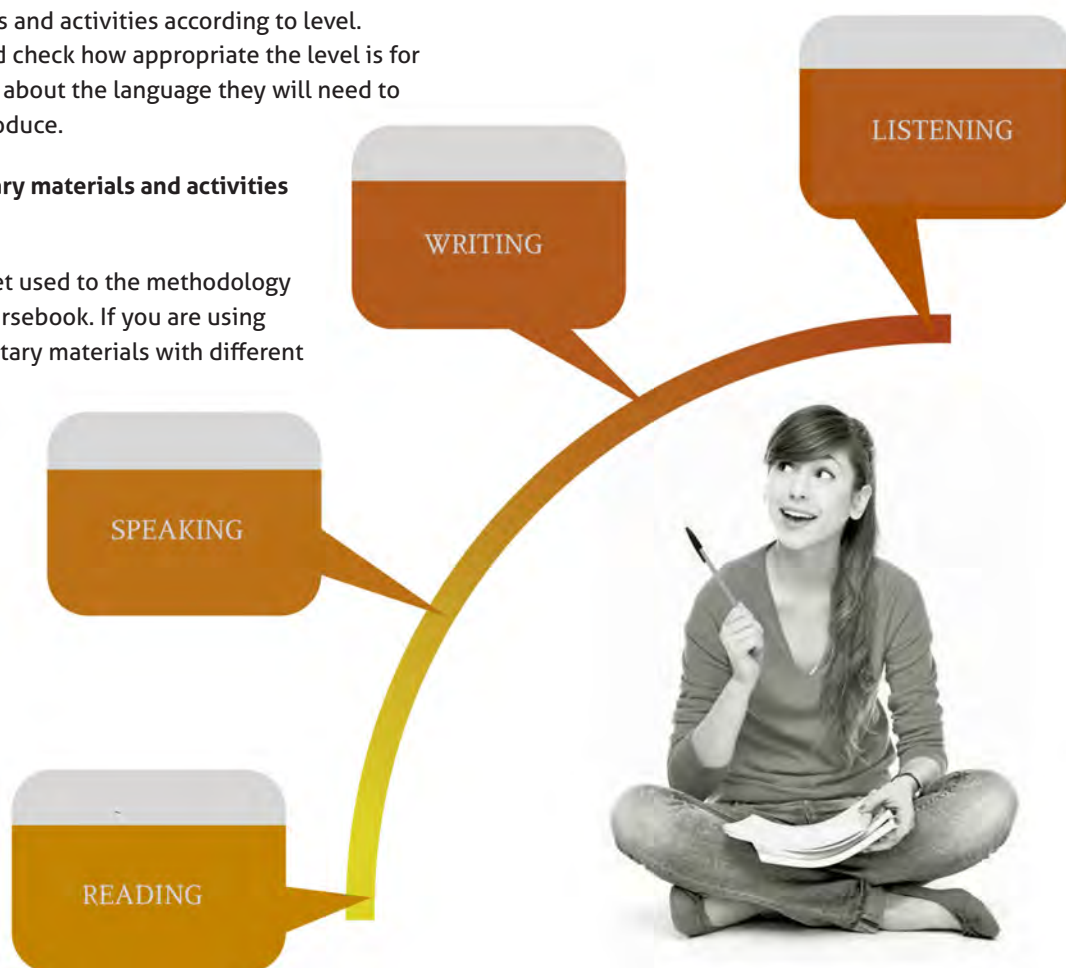 s and activities according to level.
d check how appropriate the level is for
about the language they will need to
oduce.
ary materials and activities
et used to the methodology
rsebook. If you are using
tary materials with different
LISTENING
WRITING
SPEAKING
READING